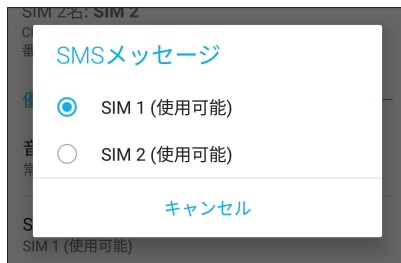 SIM 2名: SIM 2
SMSメッセージ
SIM 1 (使用可能)
SIM 2 (使用可能)
キャンセル
SIM 1 (使用可能)